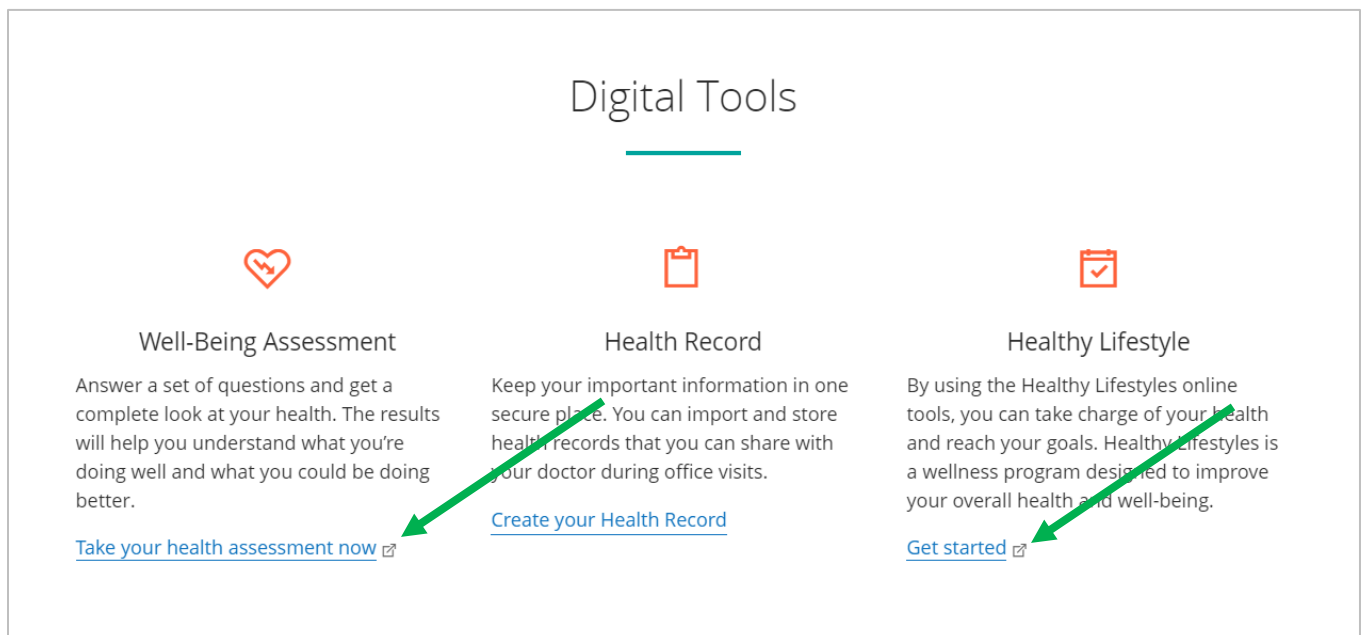 Digital Tools
Well-Being Assessment
Answer a set of questions and get a
complete look at your health. The results
will help you understand what you're
doing well and what you could be doing
better.
Take your health assessment now
Health Record
Keep your important information in one
secure place. You can import and store
health records that you can share with
your doctor during office visits.
Create your Health Record
Healthy Lifestyle
By using the Healthy Lifestyles online
tools, you can take charge of your health
and reach your goals. Healthy Lifestyles is
a wellness program designed to improve
your overall health and well-being.
Get started